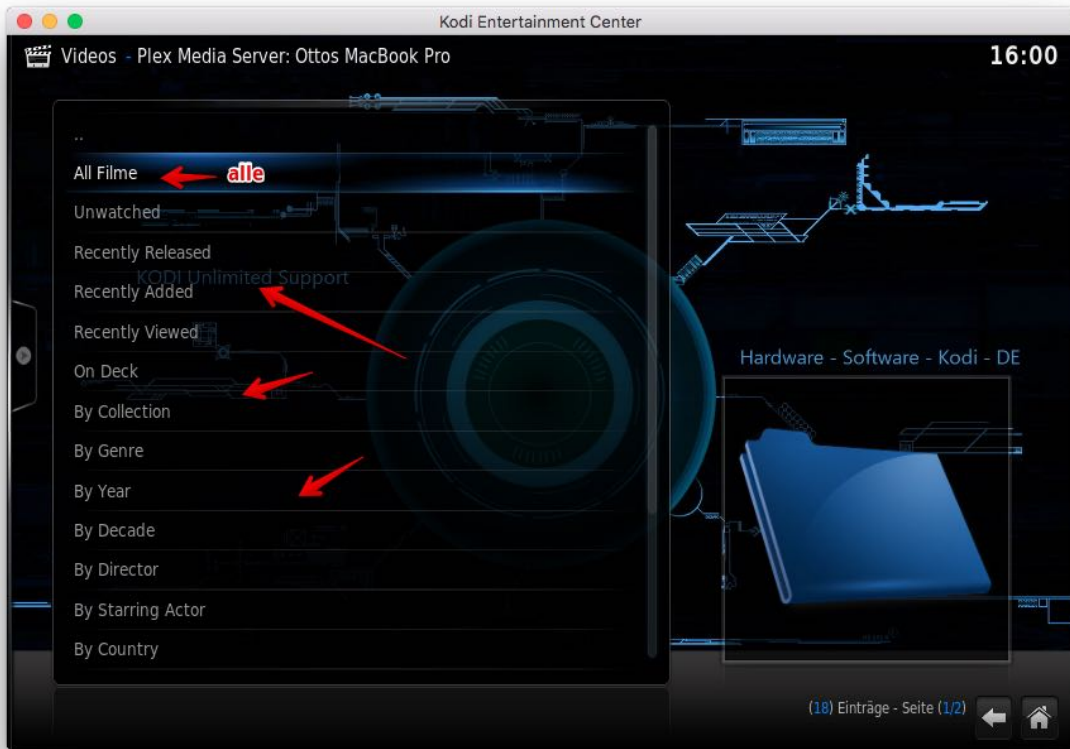 Kodi Entertainment Center
Videos - Plex Media Server: Ottos MacBook Pro
16:00
..
All Filme
alle
Unwatched
Recently Released
KODI Unlimited Support
Recently Added
Recently Viewed
On Deck
Hardware - Software - Kodi - DE
By Collection
By Genre
By Year
By Decade
By Director
By Starring Actor
By Country
(18) Einträge - Seite (1/2)